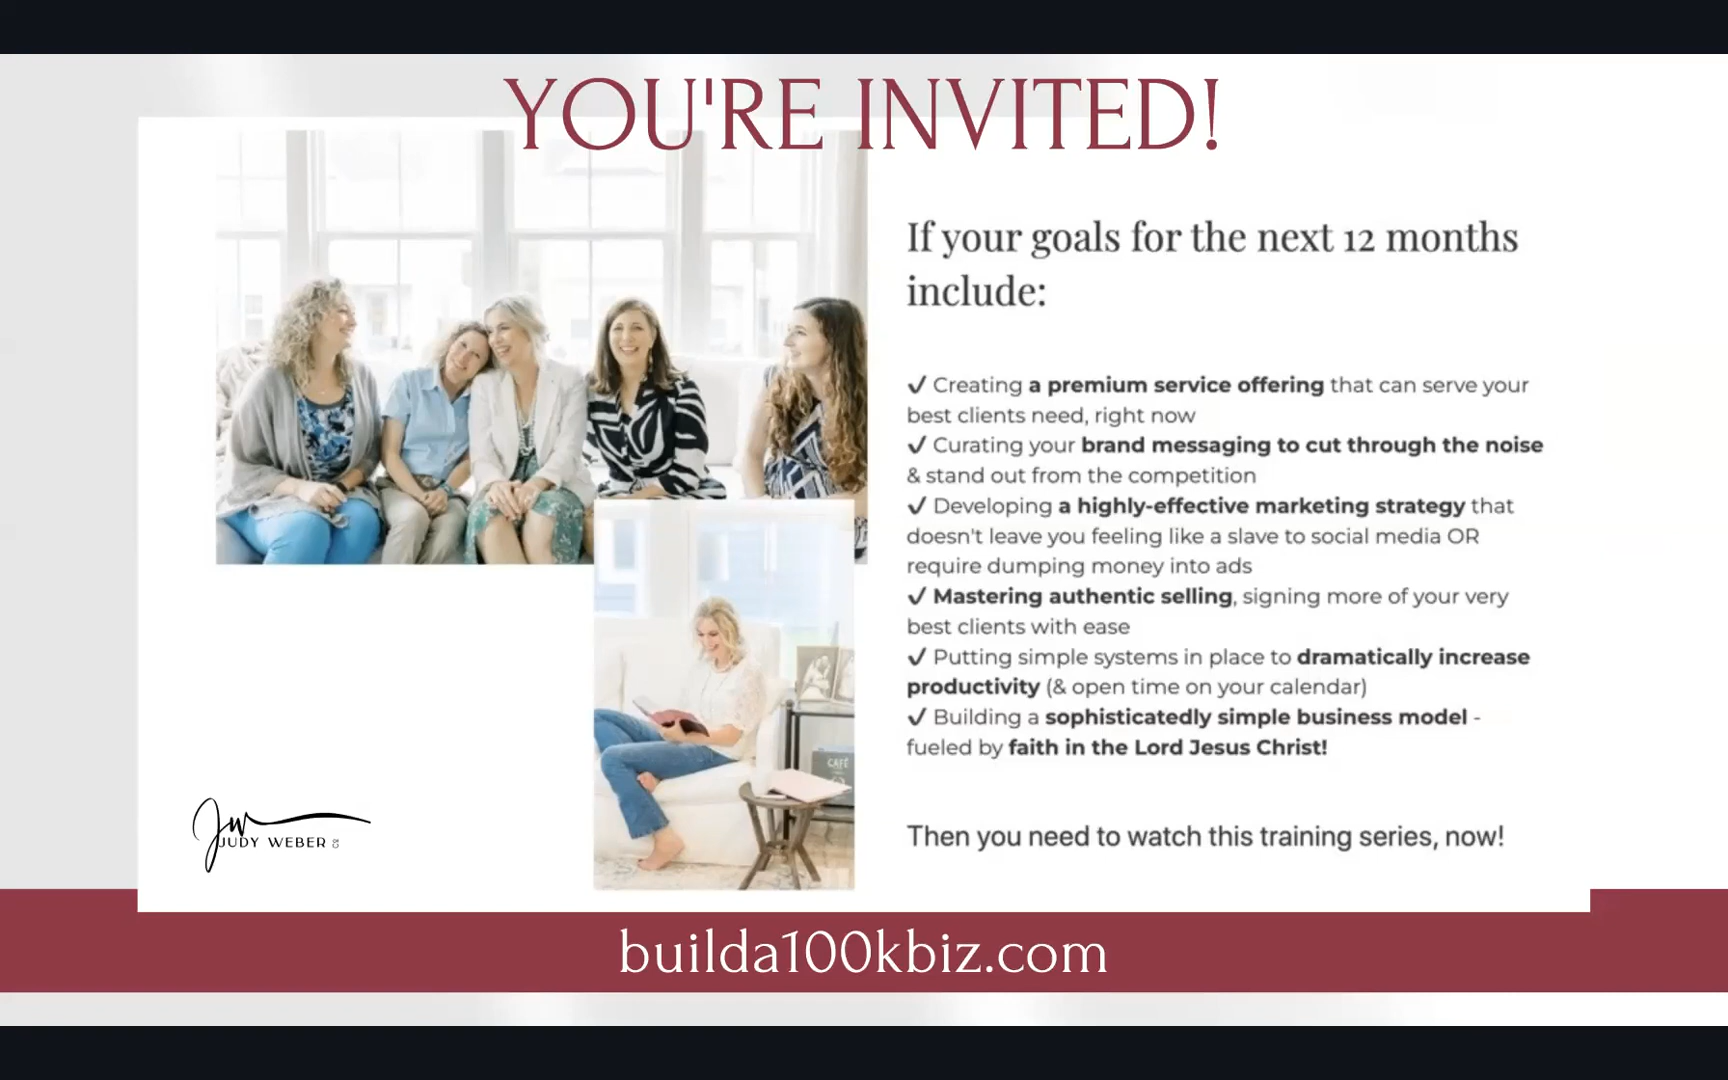 YOU'RE INVITED!
If your goals for the next 12 months
include:
✓ Creating a premium service offering that can serve your
best clients need, right now
✓ Curating your brand messaging to cut through the noise
& stand out from the competition
✓ Developing a highly-effective marketing strategy that
doesn't leave you feeling like a slave to social media OR
require dumping money into ads
✓ Mastering authentic selling, signing more of your very
best clients with ease
✓ Putting simple systems in place to dramatically increase
productivity (& open time on your calendar)
✓ Building a sophisticatedly simple business model -
fueled by faith in the Lord Jesus Christ!
Then you need to watch this training series, now!
CAFÉ
Jw
JUDY WEBER CO
builda100kbiz.com